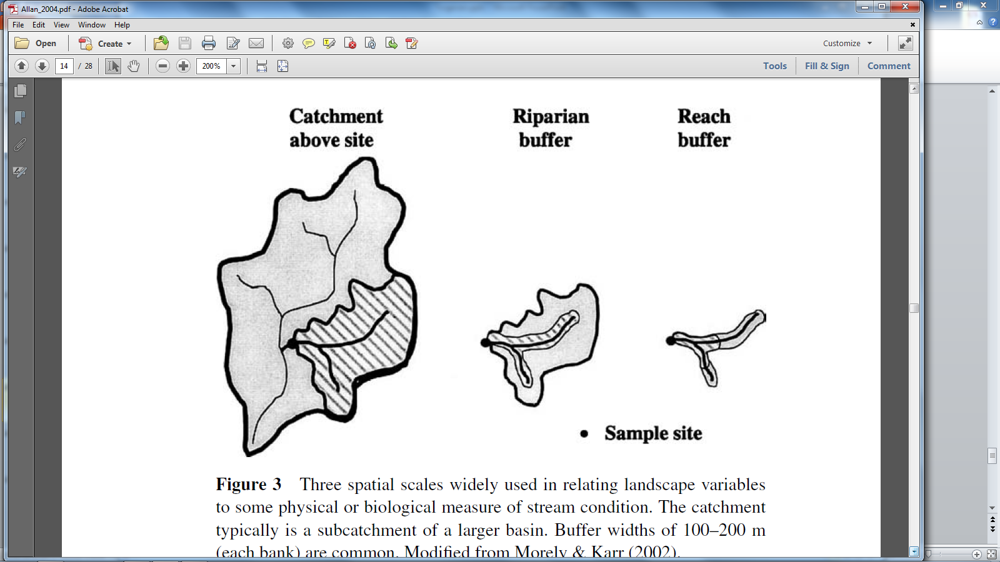 Allan_2004.pdf - Adobe Acrobat
File Edit View Window Help
Open Create Customize
14 / 28 200% Tools Fill & Sign Comment
Catchment above site
Riparian buffer
Reach buffer
Sample site
Figure 3 Three spatial scales widely used in relating landscape variables
to some physical or biological measure of stream condition. The catchment
typically is a subcatchment of a larger basin. Buffer widths of 100–200 m
(each bank) are common. Modified from Morely & Karr (2002).